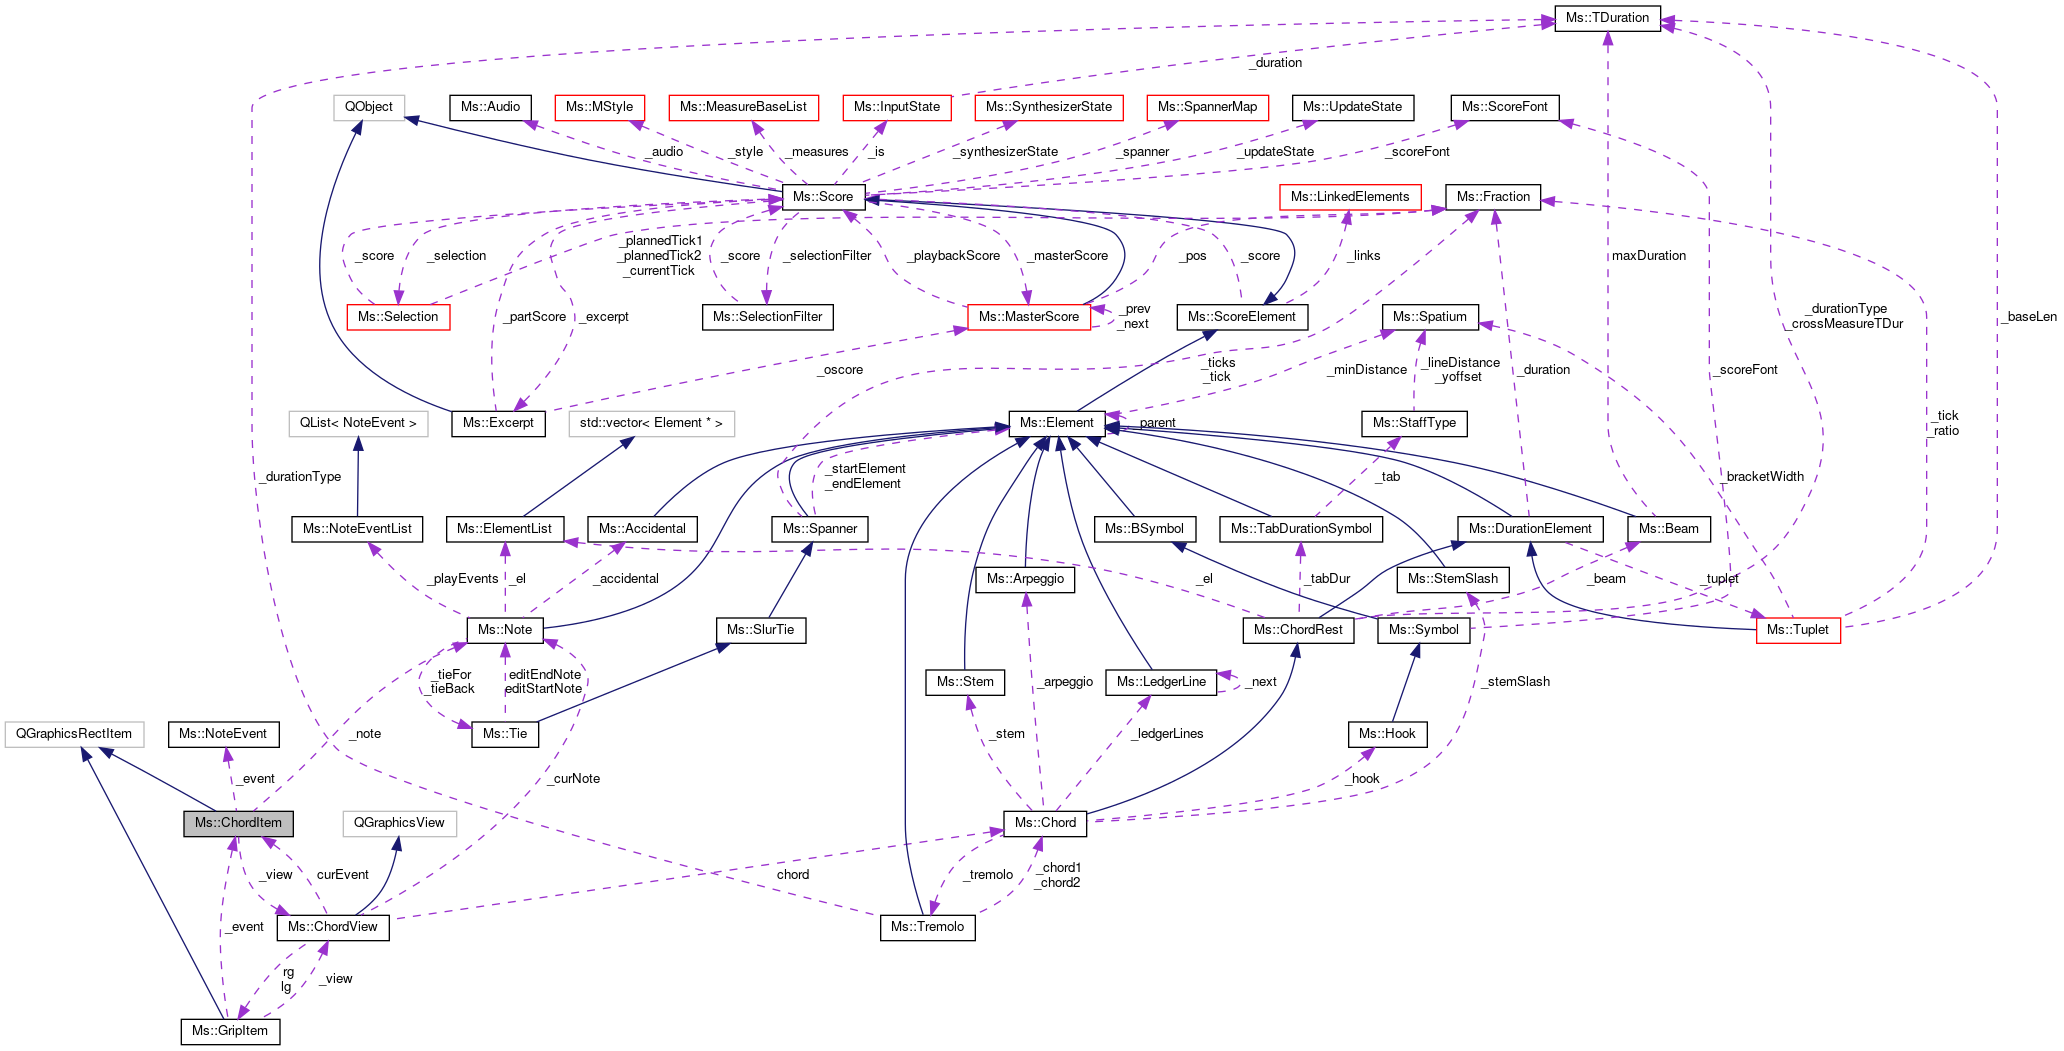 Ms::TDuration
_duration
QObject
Ms::Audio
Ms::MStyle
Ms::MeasureBaseList
Ms::InputState
Ms::SynthesizerState
Ms::SpannerMap
Ms::UpdateState
Ms::ScoreFont
_audio
_style
_measures
_is
_synthesizerState
_spanner
_updateState
_scoreFont
Ms::Score
Ms::LinkedElements
Ms::Fraction
_score
_selection
_plannedTick1
_plannedTick2
_currentTick
_score
_selectionFilter
_playbackScore
_masterScore
_pos
_score
_links
maxDuration
Ms::Selection
Ms::SelectionFilter
Ms::MasterScore
_prev
_next
Ms::ScoreElement
Ms::Spatium
_durationType
_crossMeasureTDur
_baseLen
_partScore
_excerpt
_oscore
_ticks
_tick
_minDistance
_lineDistance
_yoffset
_duration
_scoreFont
QList< NoteEvent >
Ms::Excerpt
std::vector< Element * >
Ms::Element
_parent
Ms::StaffType
_tick
_ratio
_durationType
_startElement
_endElement
_tab
_bracketWidth
Ms::NoteEventList
Ms::ElementList
Ms::Accidental
Ms::Spanner
Ms::BSymbol
Ms::TabDurationSymbol
Ms::DurationElement
Ms::Beam
_playEvents
_el
_accidental
Ms::Arpeggio
_el
_tabDur
Ms::StemSlash
_beam
_tuplet
Ms::Note
Ms::SlurTie
Ms::ChordRest
Ms::Symbol
Ms::Tuplet
_tieFor
_tieBack
editEndNote
editStartNote
Ms::Stem
_arpeggio
Ms::LedgerLine
_next
_stemSlash
QGraphicsRectItem
Ms::NoteEvent
_note
Ms::Tie
_stem
_ledgerLines
Ms::Hook
_event
_curNote
_hook
Ms::ChordItem
QGraphicsView
Ms::Chord
_view
curEvent
chord
_tremolo
_chord1
_chord2
_event
Ms::ChordView
Ms::Tremolo
rg
lg
_view
Ms::GripItem